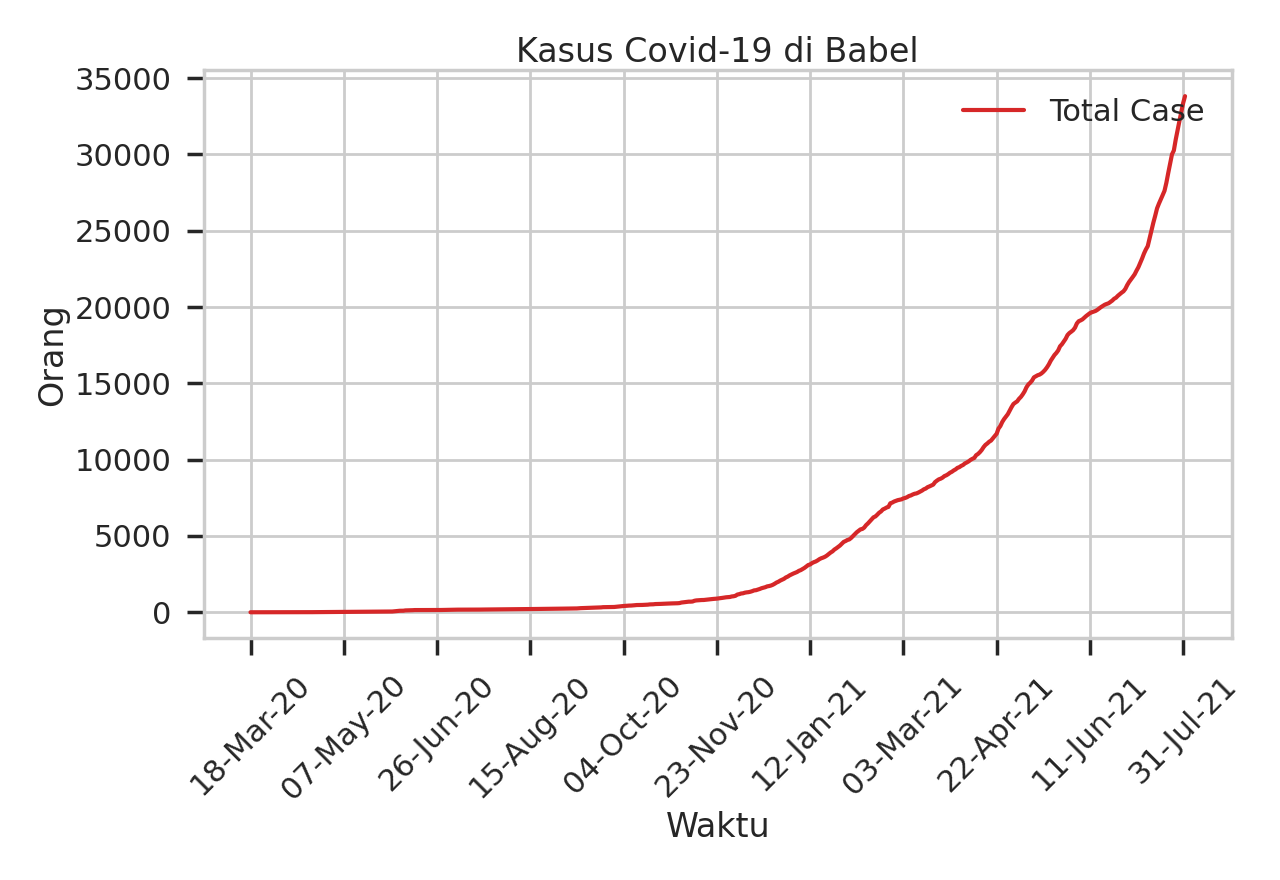 Kasus Covid-19 di Babel
Total Case
Orang
35000
30000
25000
20000
15000
10000
5000
0
18-Mar-20
07-May-20
26-Jun-20
15-Aug-20
04-Oct-20
23-Nov-20
12-Jan-21
03-Mar-21
22-Apr-21
11-Jun-21
31-Jul-21
Waktu